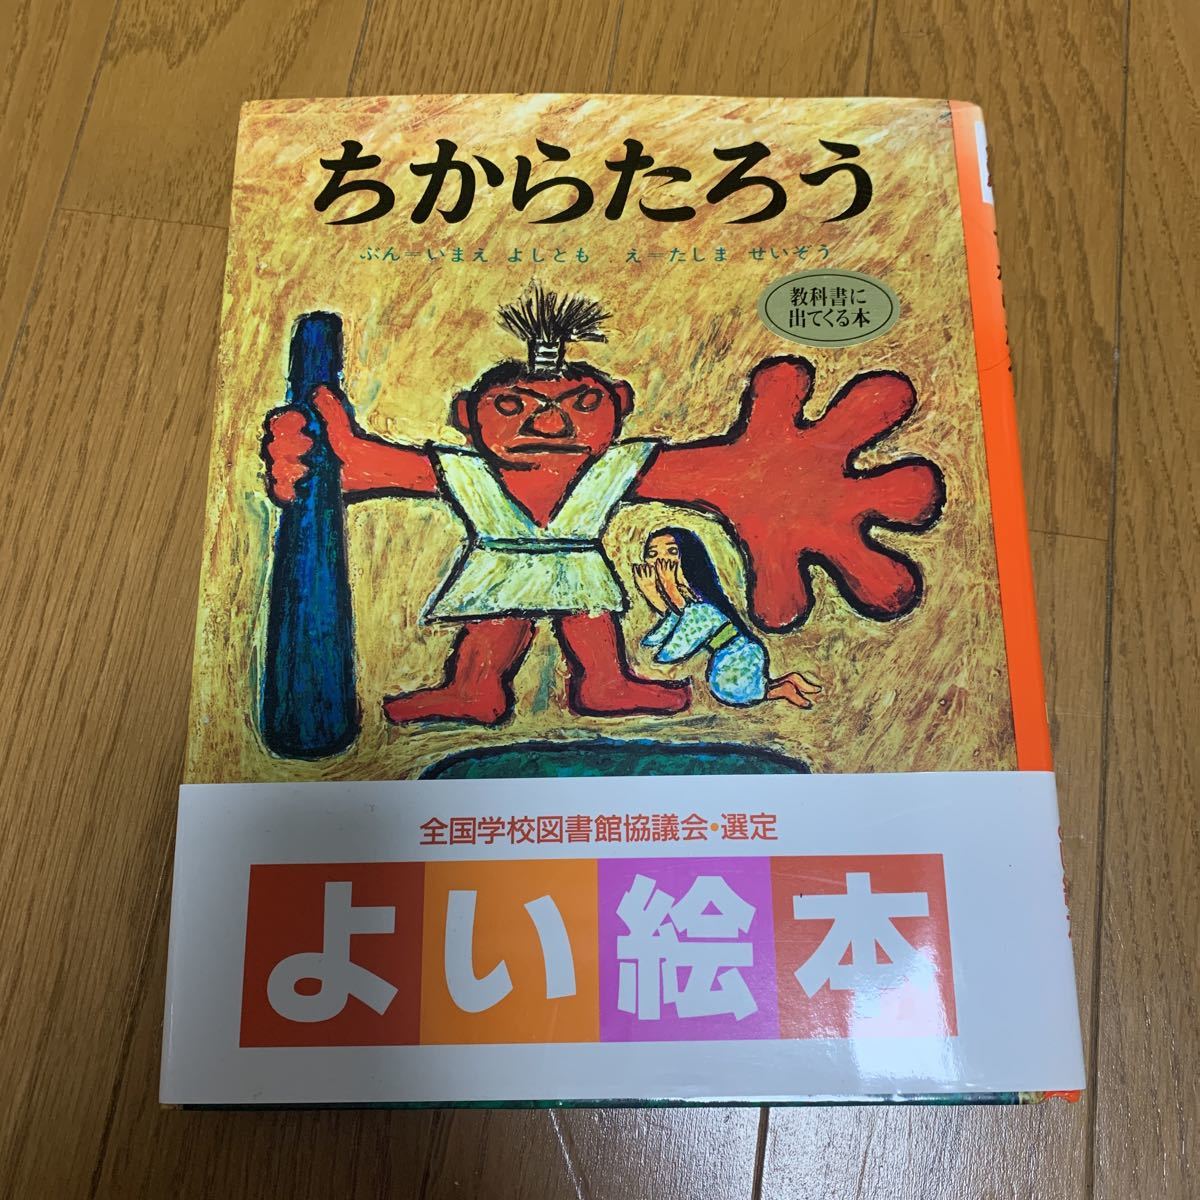 ちからたろう
ぶん=いまえ よしとも え=たしま せいぞう
教科書に
出てくる本
全国学校図書館協議会・選定
よい絵本